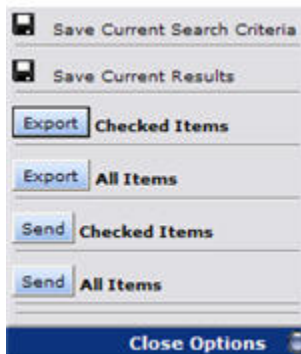 Save Current Search Criteria
Save Current Results
Export Checked Items
Export All Items
Send Checked Items
Send All Items
Close Options